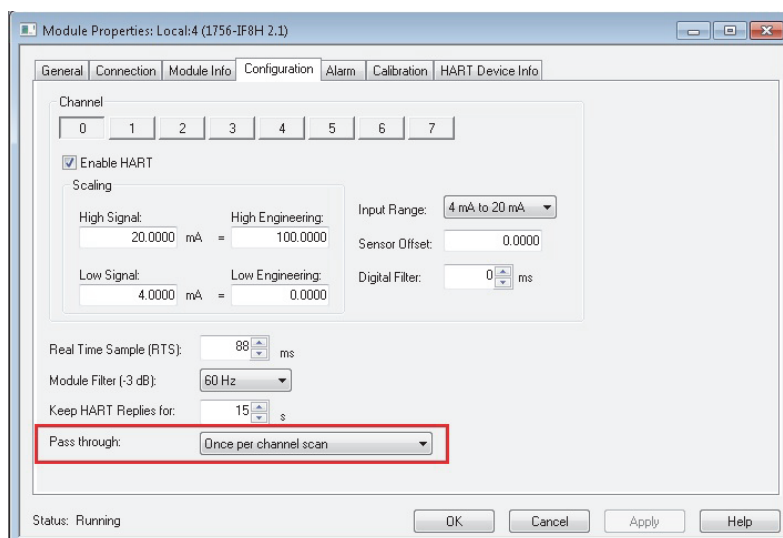 Module Properties: Local:4 (1756-IF8H 2.1)
General Connection Module Info Configuration Alarm Calibration HART Device Info
Channel
0 1 2 3 4 5 6 7
Enable HART
Scaling
High Signal: High Engineering:
20.0000 mA = 100.0000
Low Signal: Low Engineering:
4.0000 mA = 0.0000
Input Range: 4 mA to 20 mA
Sensor Offset: 0.0000
Digital Filter: 0 ms
Real Time Sample (RTS): 88 ms
Module Filter (-3 dB): 60 Hz
Keep HART Replies for: 15 s
Pass through: Once per channel scan
Status: Running OK Cancel Apply Help